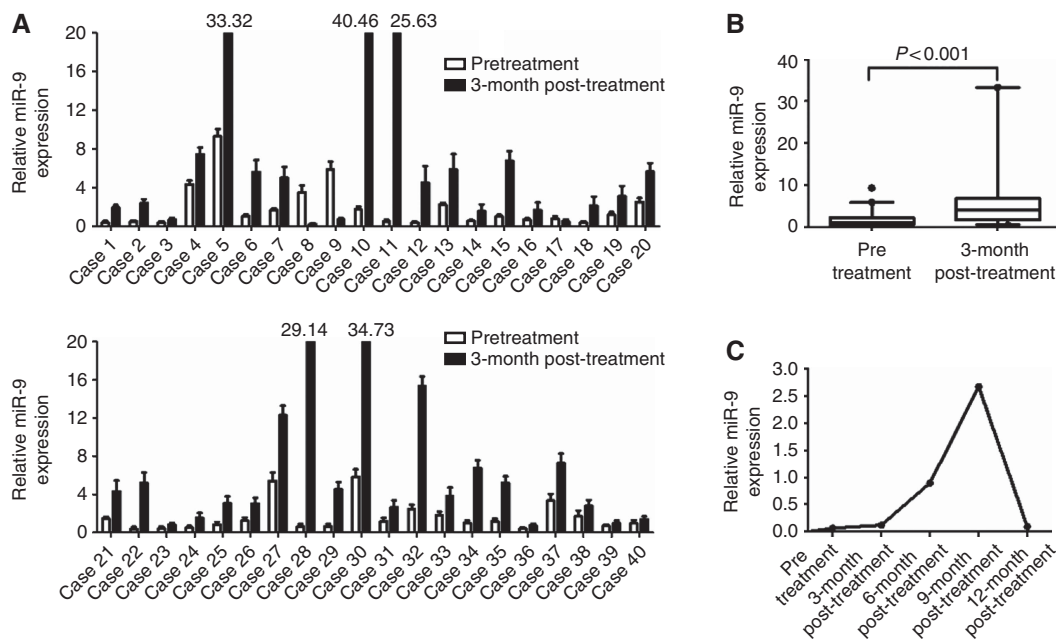 A
33.32
40.46
25.63
20
16
12
8
4
0
Relative miR-9
expression
Pretreatment
3-month post-treatment
Case 1
Case 2
Case 3
Case 4
Case 5
Case 6
Case 7
Case 8
Case 9
Case 10
Case 11
Case 12
Case 13
Case 14
Case 15
Case 16
Case 17
Case 18
Case 19
Case 20
29.14
34.73
20
16
12
8
4
0
Relative miR-9
expression
Pretreatment
3-month post-treatment
Case 21
Case 22
Case 23
Case 24
Case 25
Case 26
Case 27
Case 28
Case 29
Case 30
Case 31
Case 32
Case 33
Case 34
Case 35
Case 36
Case 37
Case 38
Case 39
Case 40
B
P<0.001
40
30
20
10
0
Relative miR-9
expression
Pre
treatment
3-month
post-treatment
C
3.0
2.5
2.0
1.5
1.0
0.5
0.0
Relative miR-9
expression
Pre
treatment
3-month
post-treatment
6-month
post-treatment
9-month
post-treatment
12-month
post-treatment